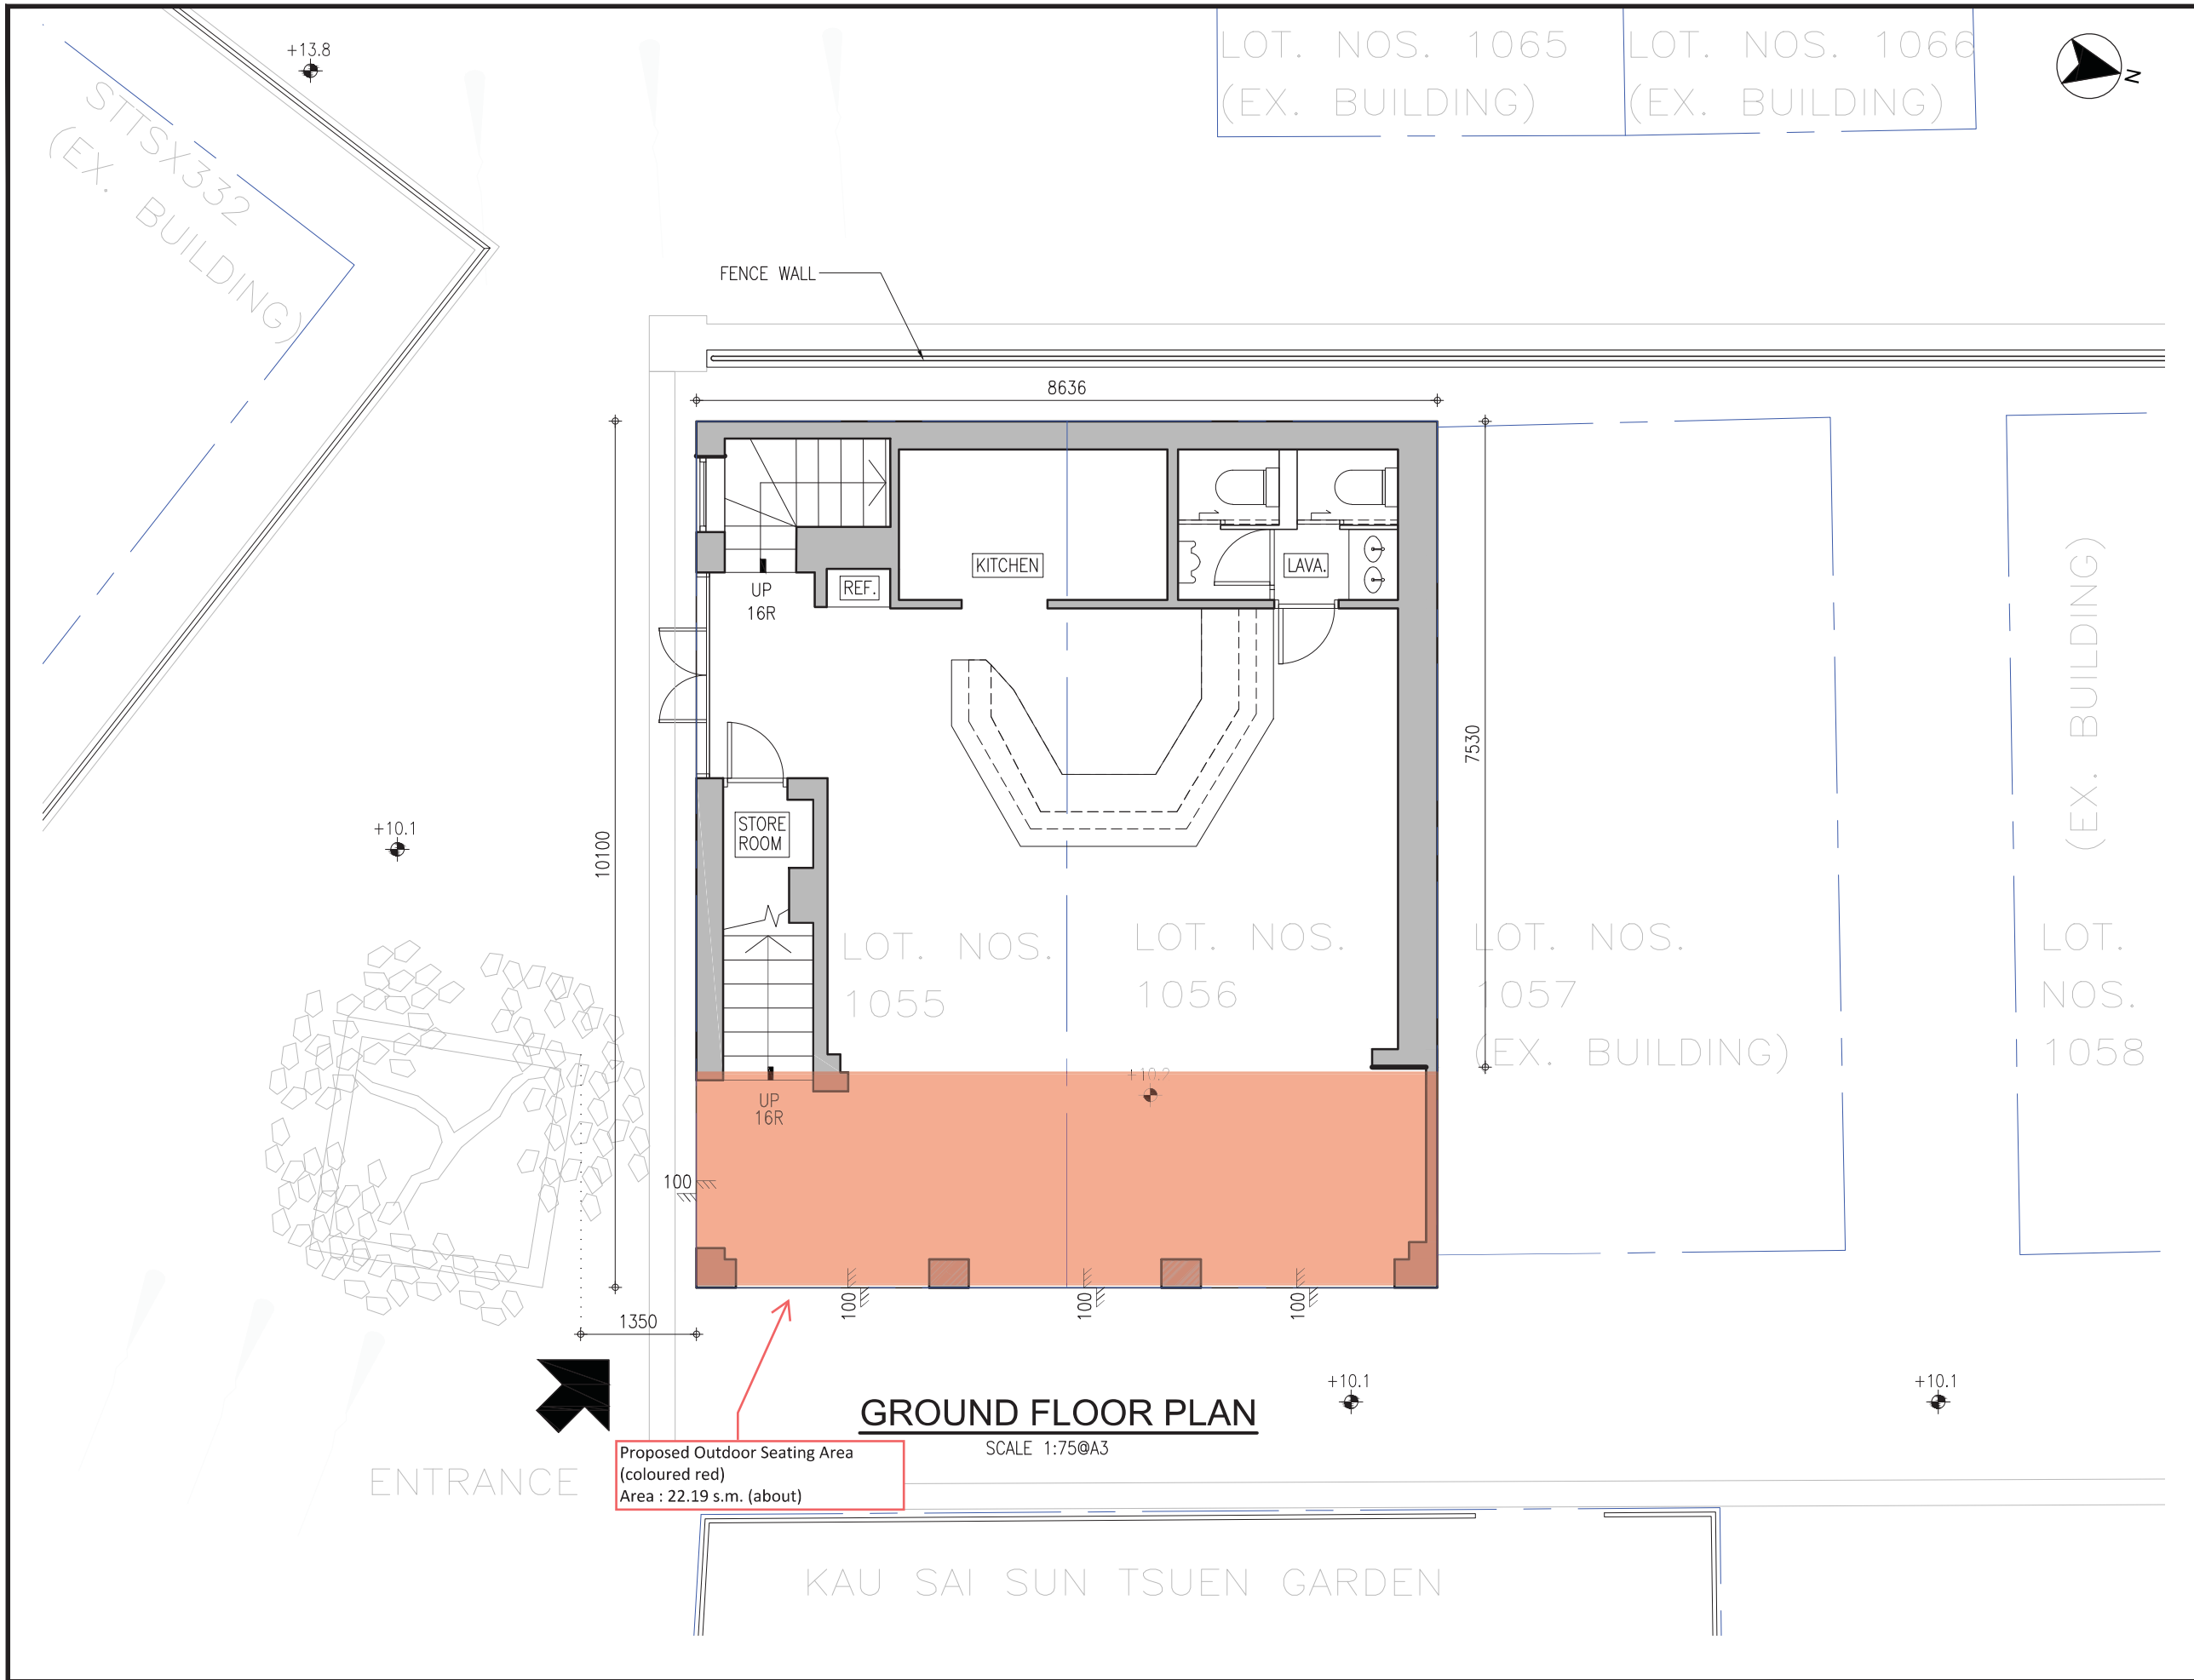 +13.8
LOT. NOS. 1065
(EX. BUILDING)
LOT. NOS. 1066
(EX. BUILDING)
N
STTSX332
(EX. BUILDING)
FENCE WALL
8636
KITCHEN
LAVA.
REF.
UP
16R
7530
10100
(EX. BUILDING)
+10.1
STORE
ROOM
LOT. NOS.
1055
LOT. NOS.
1056
LOT. NOS.
1057
(EX. BUILDING)
LOT.
NOS.
1058
+10.2
UP
16R
100
100
100
100
1350
GROUND FLOOR PLAN
SCALE 1:75@A3
+10.1
+10.1
Proposed Outdoor Seating Area
(coloured red)
Area : 22.19 s.m. (about)
ENTRANCE
KAU SAI SUN TSUEN GARDEN